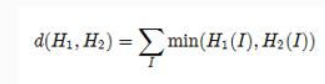 d(H₁, H₂) = ∑_I min(H₁(I), H₂(I))